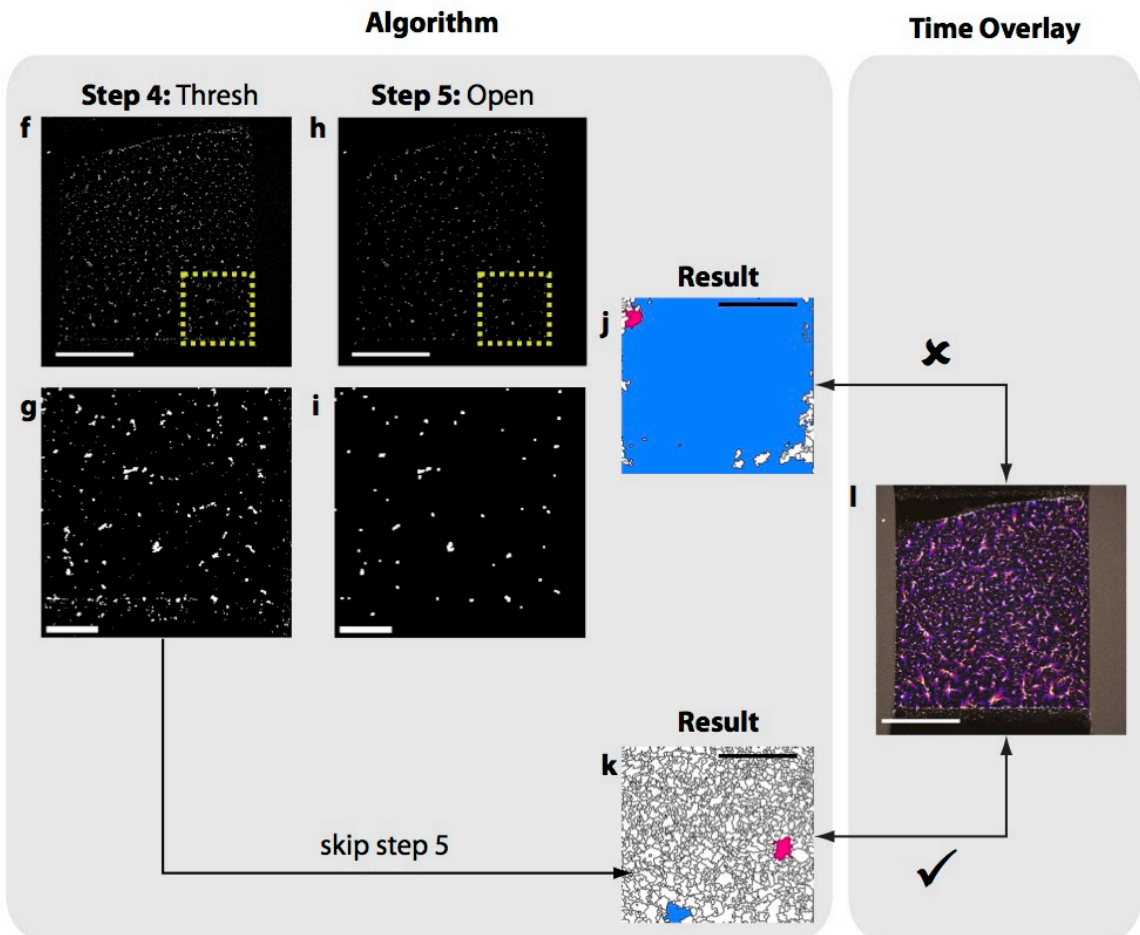 Algorithm
Time Overlay
Step 4: Thresh
Step 5: Open
f
h
Result
j
✘
g
i
l
Result
k
skip step 5
✓